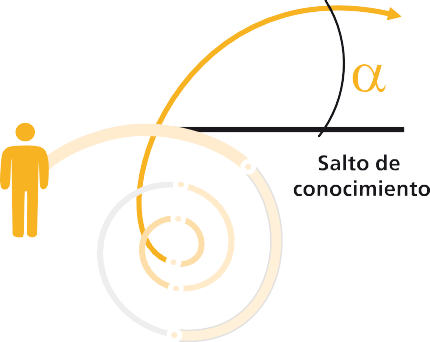 α
Salto de
conocimiento